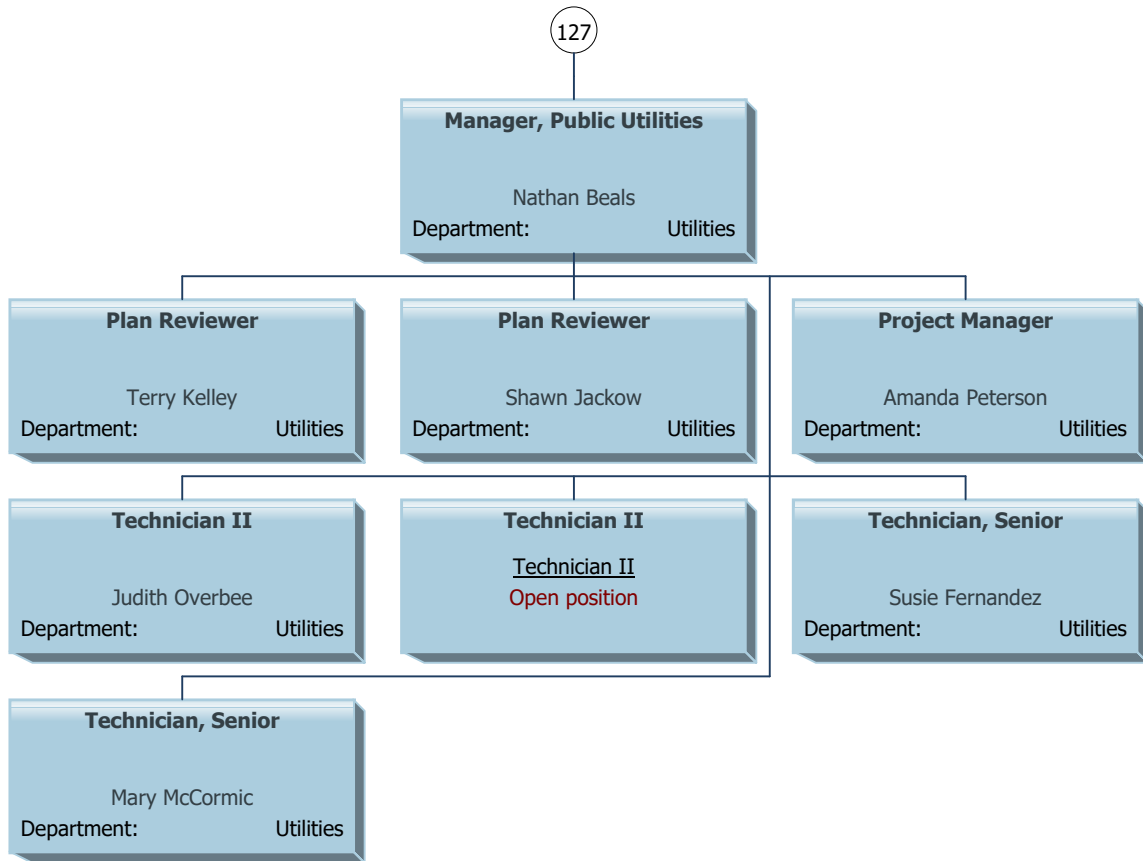 127
Manager, Public Utilities
Nathan Beals
Department: Utilities
Plan Reviewer
Terry Kelley
Department: Utilities
Plan Reviewer
Shawn Jackow
Department: Utilities
Project Manager
Amanda Peterson
Department: Utilities
Technician II
Judith Overbee
Department: Utilities
Technician II
Technician II
Open position
Technician, Senior
Susie Fernandez
Department: Utilities
Technician, Senior
Mary McCormic
Department: Utilities